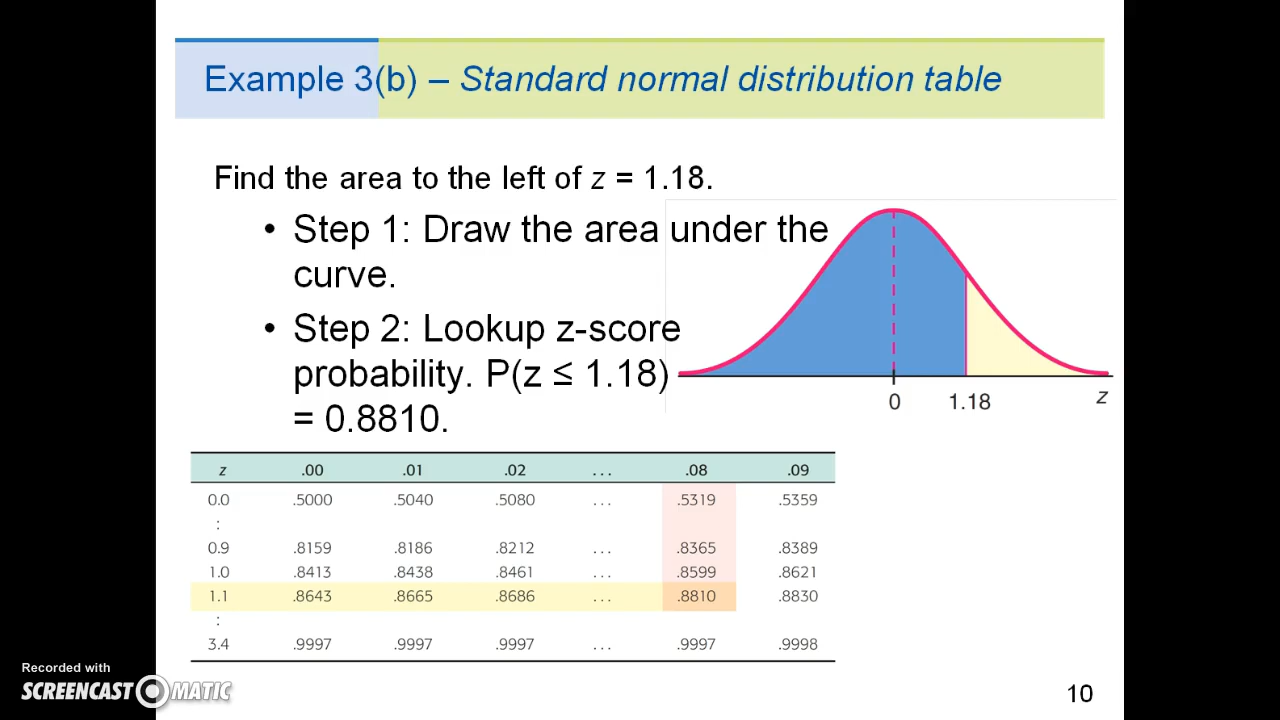 Example 3(b) – Standard normal distribution table
Find the area to the left of z = 1.18.
• Step 1: Draw the area under the
curve.
• Step 2: Lookup z-score
probability. P(z ≤ 1.18)
= 0.8810.
0 1.18 z
z .00 .01 .02 ... .08 .09
0.0 .5000 .5040 .5080 ... .5319 .5359
:
0.9 .8159 .8186 .8212 ... .8365 .8389
1.0 .8413 .8438 .8461 ... .8599 .8621
1.1 .8643 .8665 .8686 ... .8810 .8830
:
3.4 .9997 .9997 .9997 ... .9997 .9998
Recorded with
SCREENCAST-O-MATIC
10